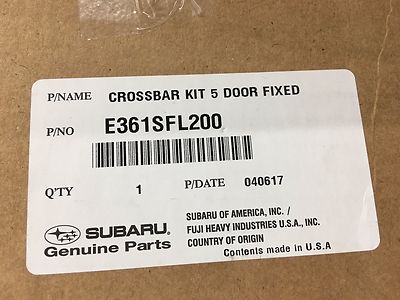 P/NAME CROSSBAR KIT 5 DOOR FIXED
P/NO E361SFL200
Q'TY 1 P/DATE 040617
SUBARU®
Genuine Parts
SUBARU OF AMERICA, INC. /
FUJI HEAVY INDUSTRIES U.S.A., INC.
COUNTRY OF ORIGIN
Contents made in U.S.A